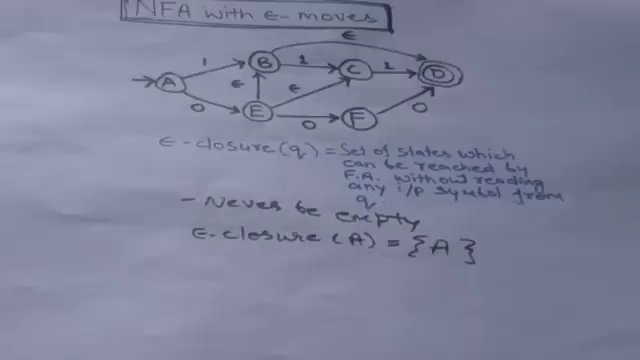 NFA with ε-moves
ε
1 B 1 C 1 D
A ε ε
0 E 0 F 0
ε-closure(q) = Set of states which
can be reached by
F.A. without reading
any i/p symbol from
q.
- Never be empty
ε-closure(A) = {A}